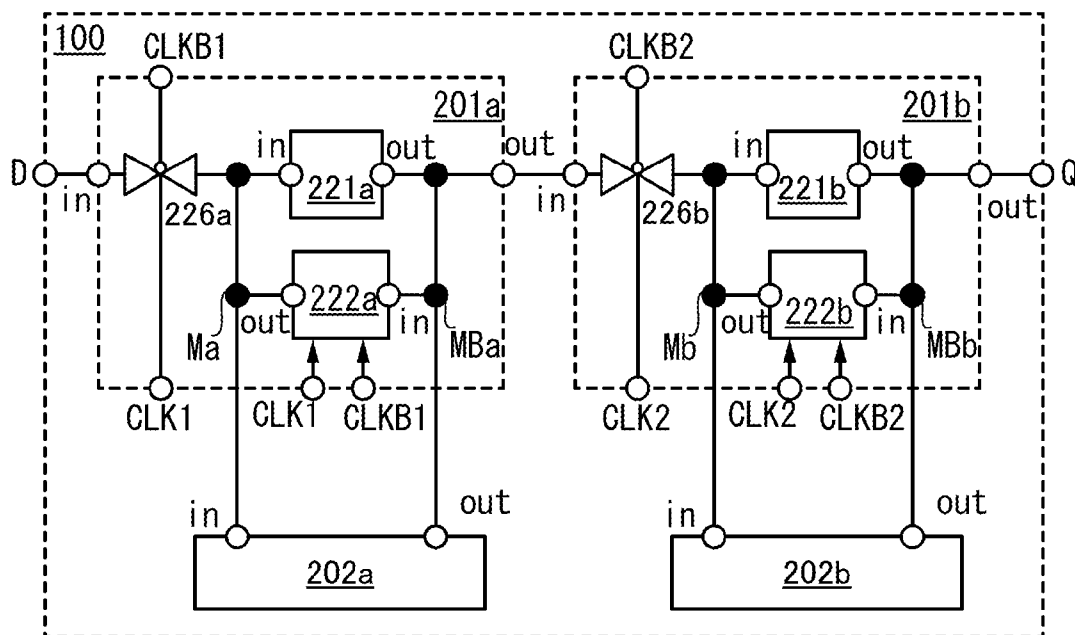 100
CLKB1
CLKB2
201a
201b
in
out
out
in
out
D
in
221a
226a
in
221b
226b
out
Q
222a
222b
Ma
out
in
MBa
Mb
out
in
MBb
CLK1
CLK1
CLKB1
CLK2
CLK2
CLKB2
in
out
in
out
202a
202b